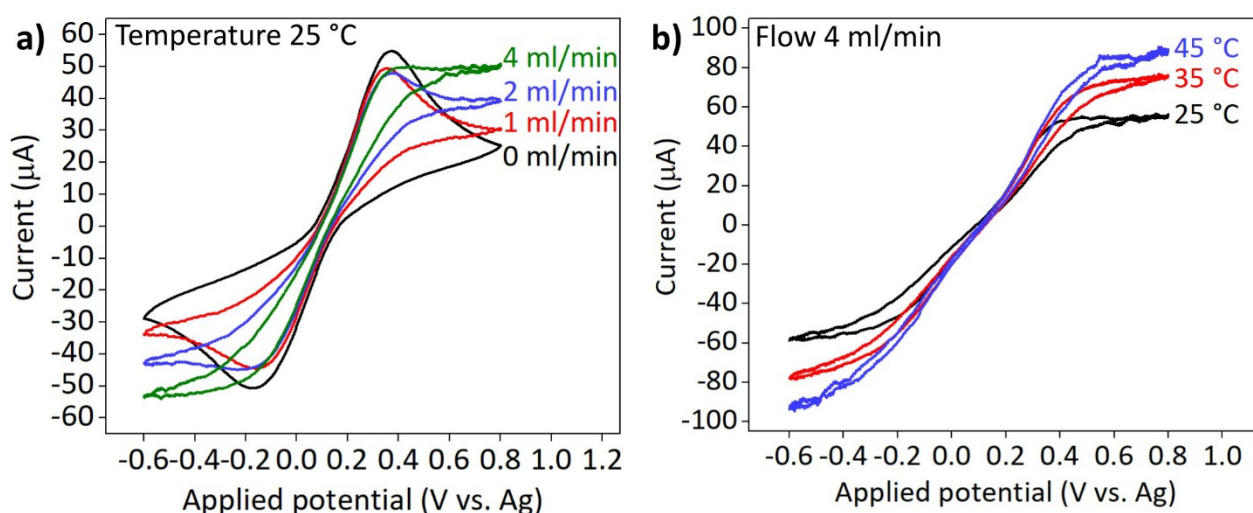 a) Temperature 25 °C
4 ml/min
2 ml/min
1 ml/min
0 ml/min
60
50
40
30
20
10
0
-10
-20
-30
-40
-50
-60
Current (µA)
-0.6 -0.4 -0.2 0.0 0.2 0.4 0.6 0.8 1.0 1.2
Applied potential (V vs. Ag)
b) Flow 4 ml/min
45 °C
35 °C
25 °C
100
80
60
40
20
0
-20
-40
-60
-80
-100
Current (µA)
-0.6 -0.4 -0.2 0.0 0.2 0.4 0.6 0.8 1.0
Applied potential (V vs. Ag)